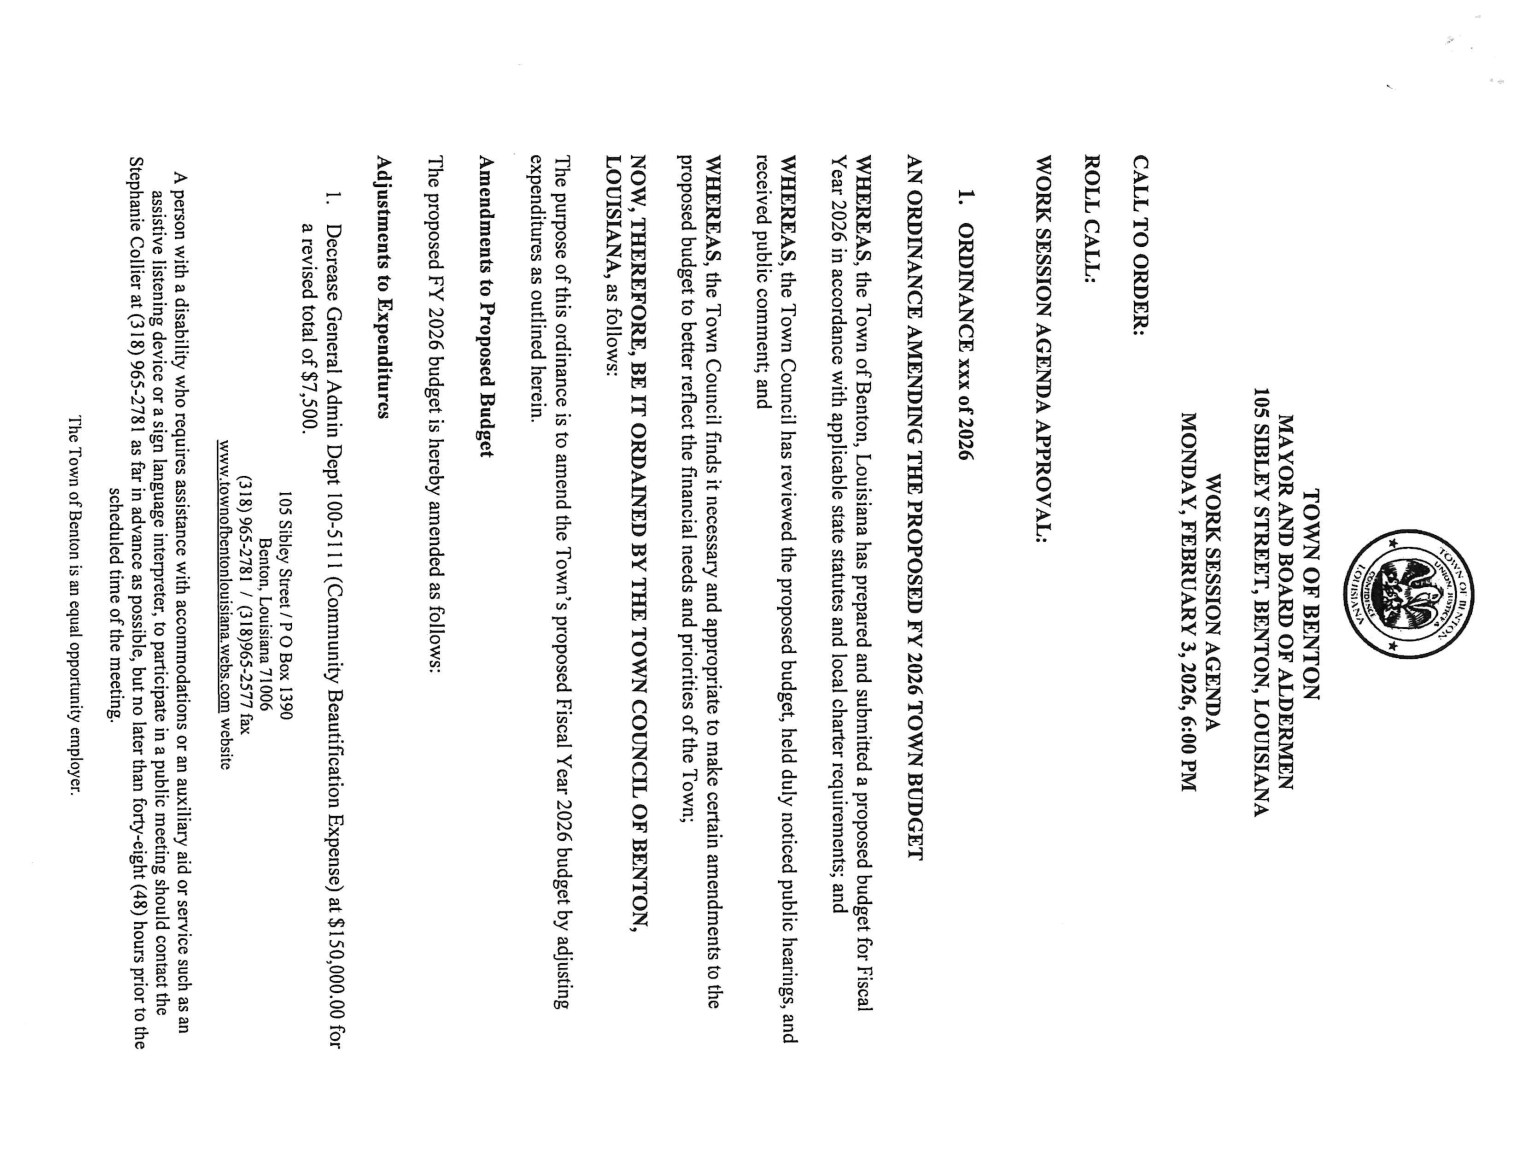 TOWN OF BENTON
LOUISIANA
UNION, JUSTICE &
CONFIDENCE
TOWN OF BENTON
MAYOR AND BOARD OF ALDERMEN
105 SIBLEY STREET, BENTON, LOUISIANA
WORK SESSION AGENDA
MONDAY, FEBRUARY 3, 2026, 6:00 PM
CALL TO ORDER:
ROLL CALL:
WORK SESSION AGENDA APPROVAL:
1. ORDINANCE xxx of 2026
AN ORDINANCE AMENDING THE PROPOSED FY 2026 TOWN BUDGET
WHEREAS, the Town of Benton, Louisiana has prepared and submitted a proposed budget for Fiscal
Year 2026 in accordance with applicable state statutes and local charter requirements; and
WHEREAS, the Town Council has reviewed the proposed budget, held duly noticed public hearings, and
received public comment; and
WHEREAS, the Town Council finds it necessary and appropriate to make certain amendments to the
proposed budget to better reflect the financial needs and priorities of the Town;
NOW, THEREFORE, BE IT ORDAINED BY THE TOWN COUNCIL OF BENTON,
LOUISIANA, as follows:
The purpose of this ordinance is to amend the Town's proposed Fiscal Year 2026 budget by adjusting
expenditures as outlined herein.
Amendments to Proposed Budget
The proposed FY 2026 budget is hereby amended as follows:
Adjustments to Expenditures
1. Decrease General Admin Dept 100-5111 (Community Beautification Expense) at $150,000.00 for
a revised total of $7,500.
105 Sibley Street / P O Box 1390
Benton, Louisiana 71006
(318) 965-2781 / (318)965-2577 fax
www.townofbentonlouisiana.webs.com website
A person with a disability who requires assistance with accommodations or an auxiliary aid or service such as an
assistive listening device or a sign language interpreter, to participate in a public meeting should contact the
Stephanie Collier at (318) 965-2781 as far in advance as possible, but no later than forty-eight (48) hours prior to the
scheduled time of the meeting.
The Town of Benton is an equal opportunity employer.